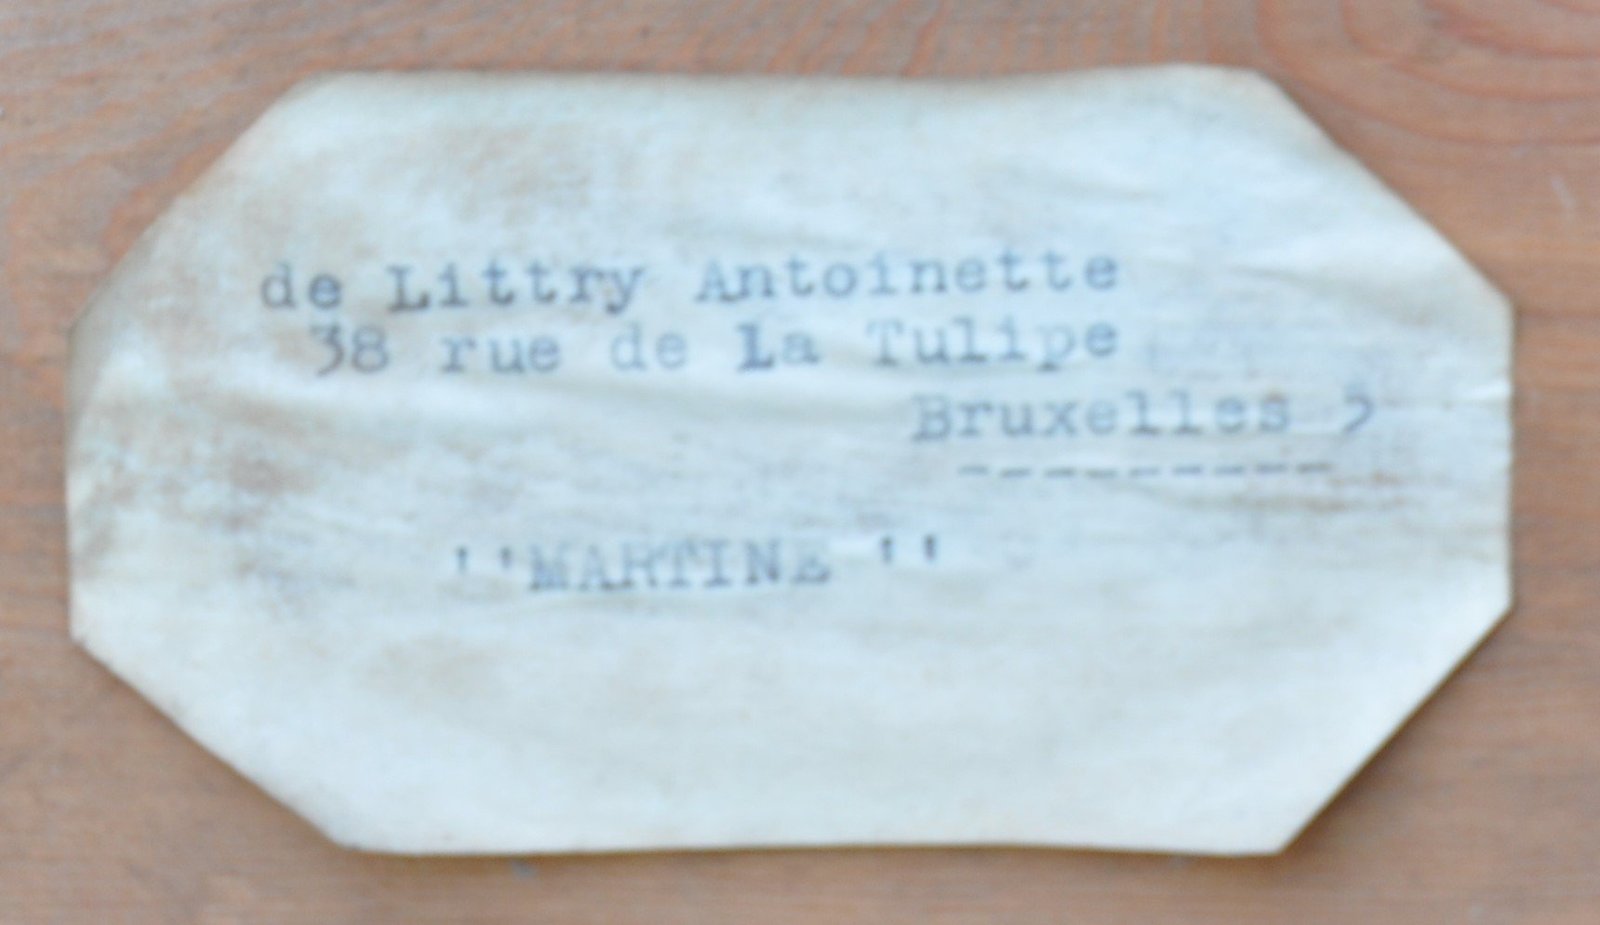 de Littry Antoinette
38 rue de La Tulipe
Bruxelles 5
----------
''MARTINE ''